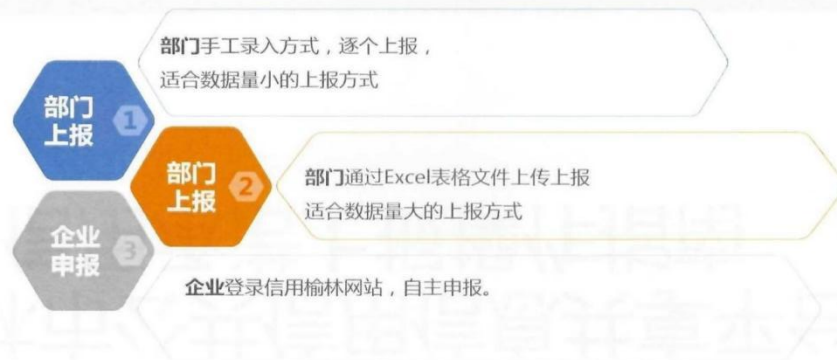 部门手工录入方式，逐个上报，
适合数据量小的上报方式
部门
上报
1
部门通过Excel表格文件上传上报
适合数据量大的上报方式
部门
上报
2
企业登录信用榆林网站，自主申报。
企业
申报
3